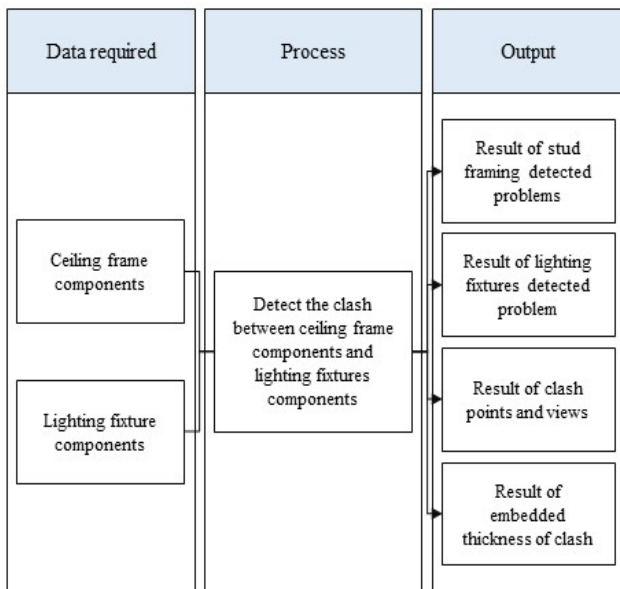 Data required
Process
Output
Ceiling frame
components
Lighting fixture
components
Detect the clash
between ceiling frame
components and
lighting fixtures
components
Result of stud
framing detected
problems
Result of lighting
fixtures detected
problem
Result of clash
points and views
Result of
embedded
thickness of clash